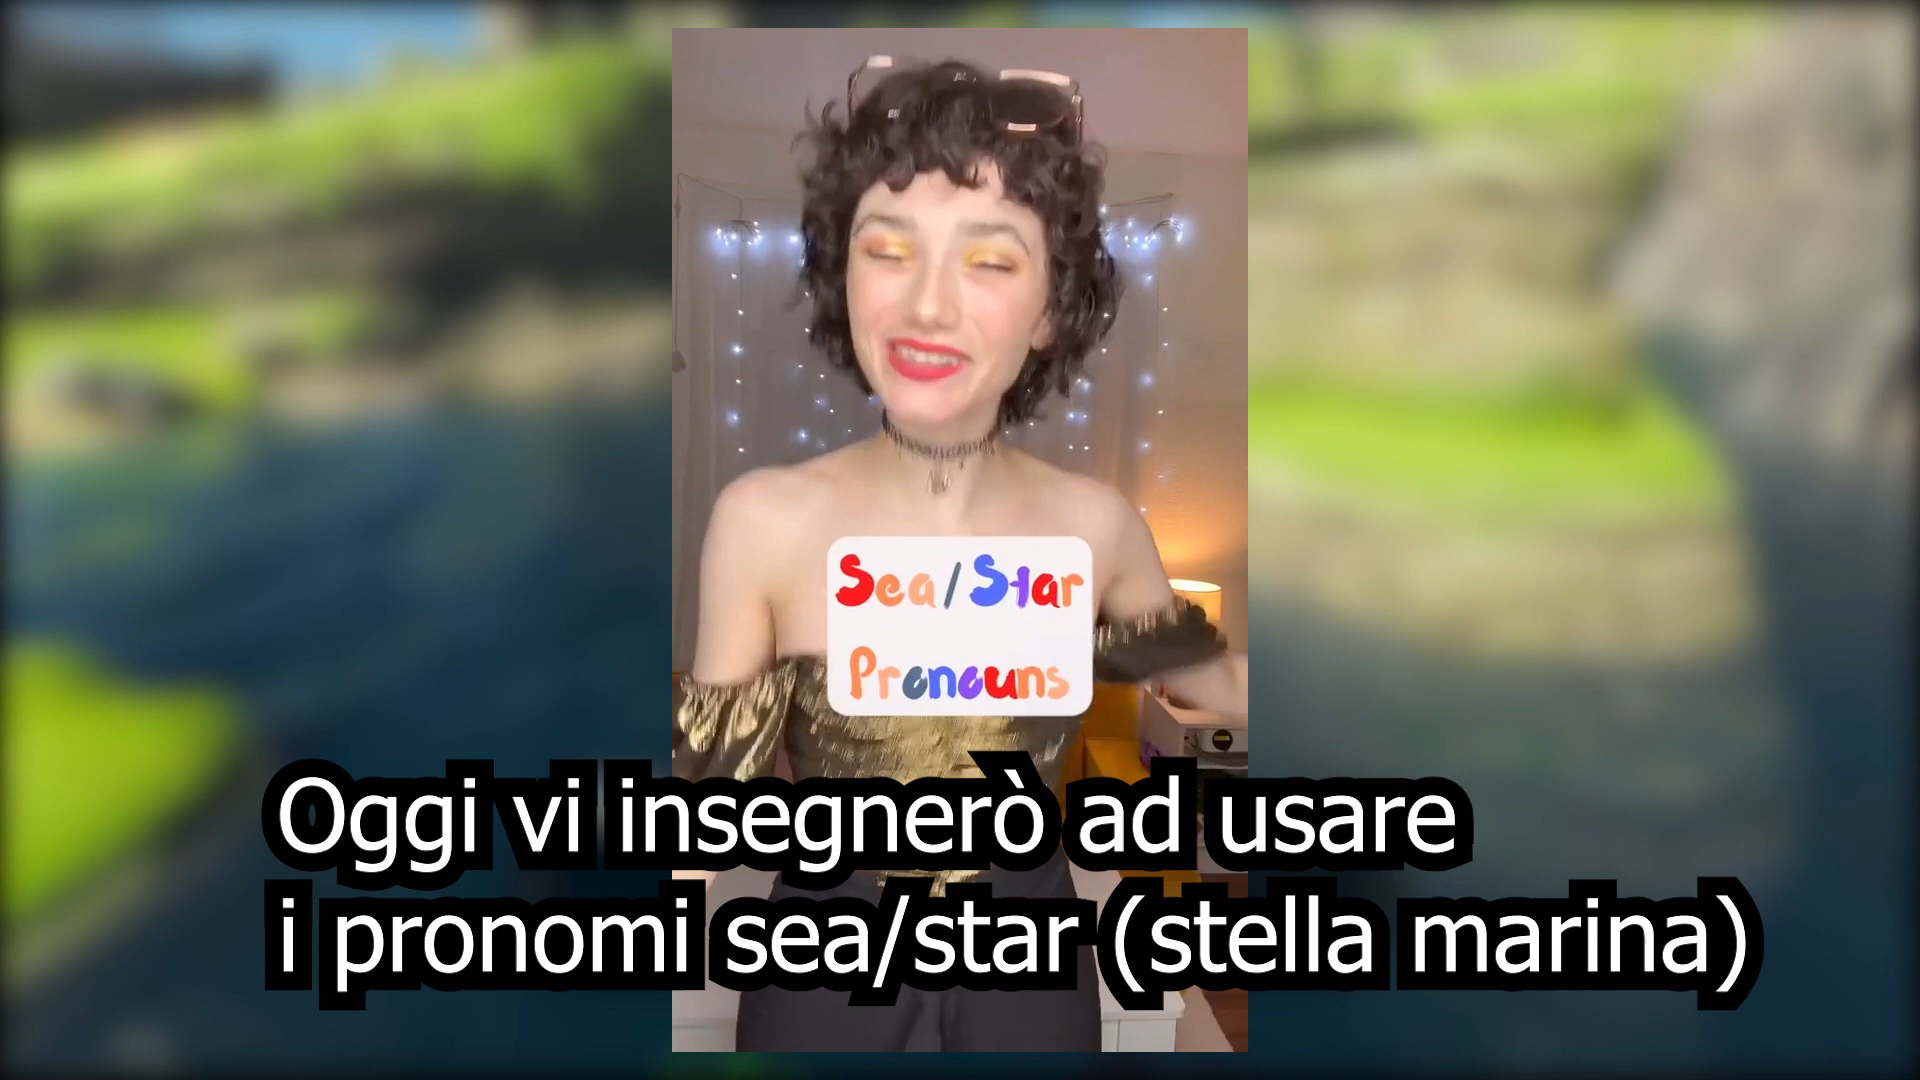 Sea/Star
Pronouns
Oggi vi insegnerò ad usare
i pronomi sea/star (stella marina)